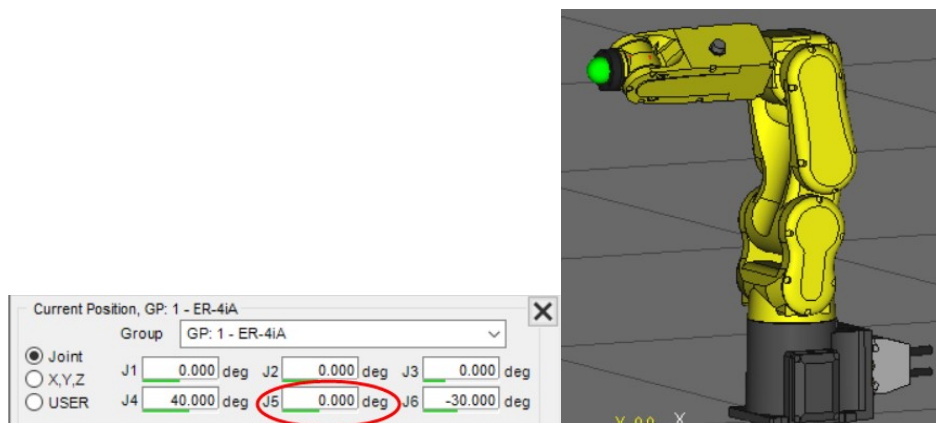 Current Position, GP: 1 - ER-4iA
Group GP: 1 - ER-4iA
Joint
J1 0.000 deg J2 0.000 deg J3 0.000 deg
X,Y,Z
USER J4 40.000 deg J5 0.000 deg J6 -30.000 deg
X